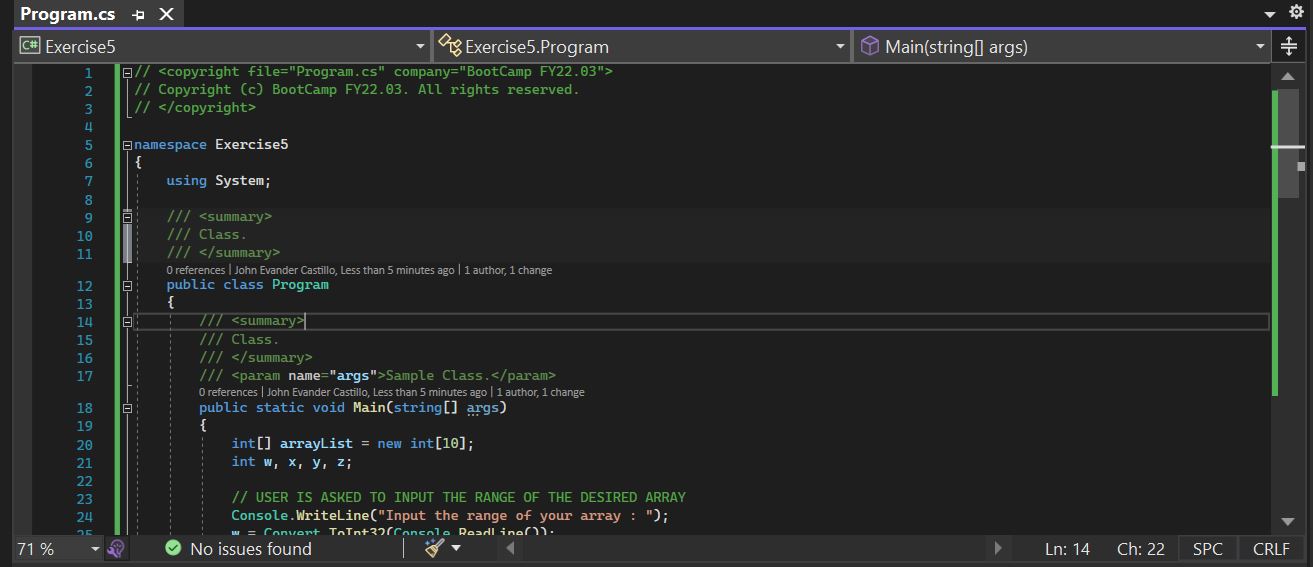 Program.cs
C# Exercise5
Exercise5.Program
Main(string[] args)
1 // <copyright file="Program.cs" company="BootCamp FY22.03">
2 // Copyright (c) BootCamp FY22.03. All rights reserved.
3 // </copyright>
4
5 namespace Exercise5
6 {
7 using System;
8
9 /// <summary>
10 /// Class.
11 /// </summary>
0 references | John Evander Castillo, Less than 5 minutes ago | 1 author, 1 change
12 public class Program
13 {
14 /// <summary>
15 /// Class.
16 /// </summary>
17 /// <param name="args">Sample Class.</param>
0 references | John Evander Castillo, Less than 5 minutes ago | 1 author, 1 change
18 public static void Main(string[] args)
19 {
20 int[] arrayList = new int[10];
21 int w, x, y, z;
22
23 // USER IS ASKED TO INPUT THE RANGE OF THE DESIRED ARRAY
24 Console.WriteLine("Input the range of your array : ");
25 w = Convert.ToInt32(Console.ReadLine());
71 %
No issues found
Ln: 14 Ch: 22 SPC CRLF